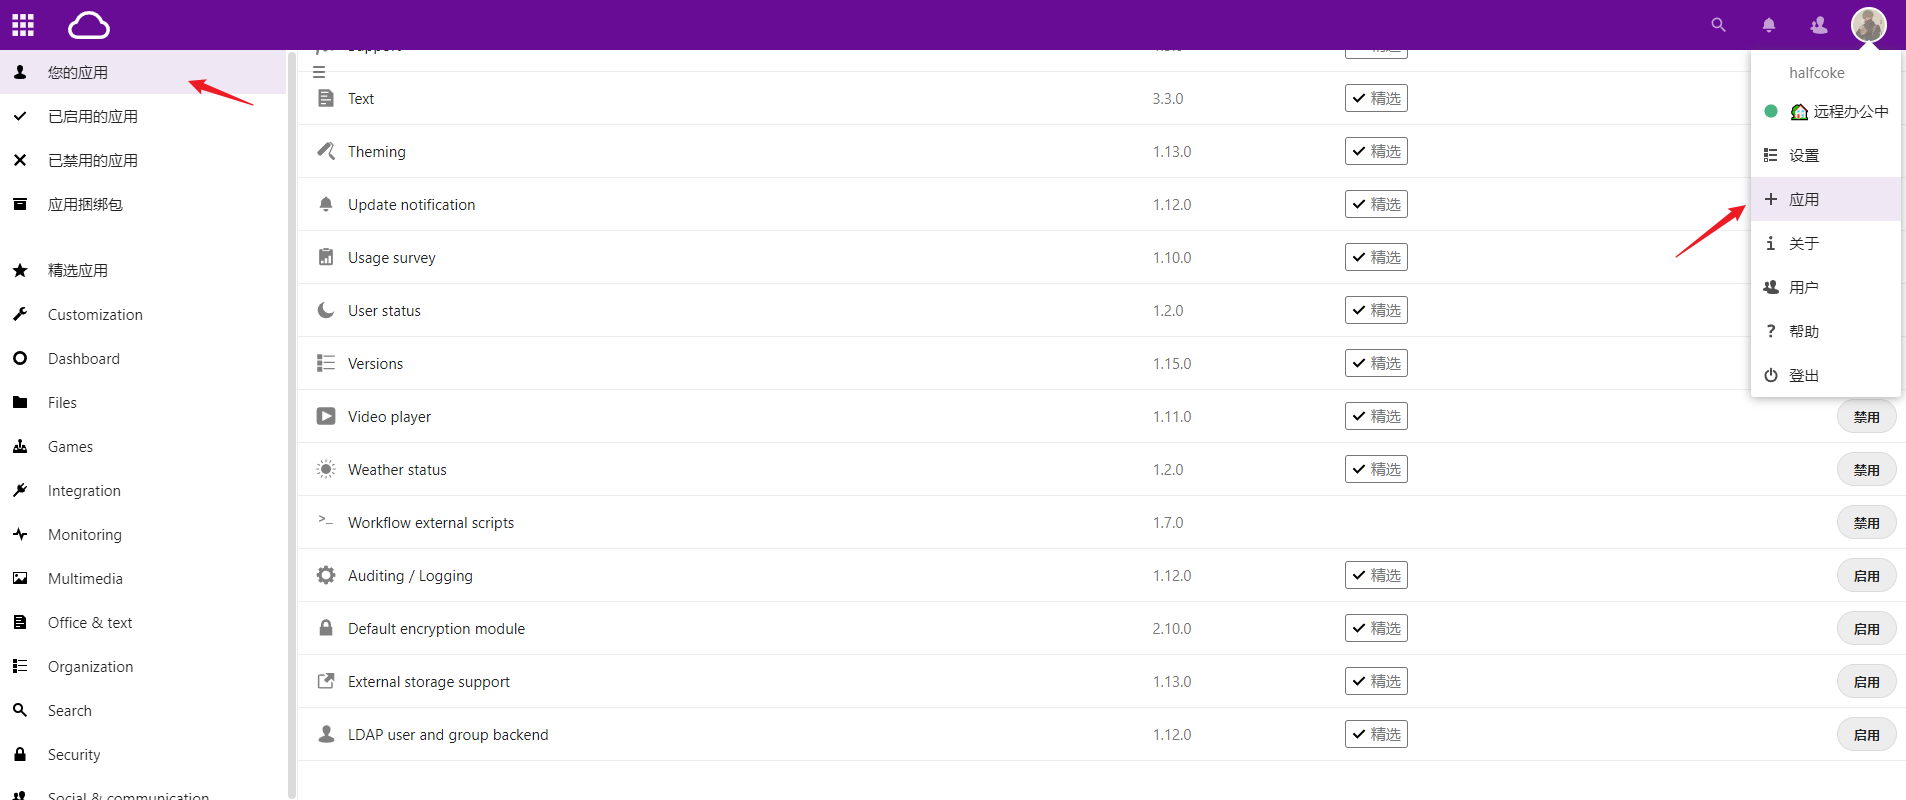 您的应用
已启用的应用
已禁用的应用
应用捆绑包
精选应用
Customization
Dashboard
Files
Games
Integration
Monitoring
Multimedia
Office & text
Organization
Search
Security
Social & communication
Support
Text 3.3.0 精选
Theming 1.13.0 精选
Update notification 1.12.0 精选
Usage survey 1.10.0 精选
User status 1.2.0 精选
Versions 1.15.0 精选
Video player 1.11.0 精选 禁用
Weather status 1.2.0 精选 禁用
Workflow external scripts 1.7.0 禁用
Auditing / Logging 1.12.0 精选 启用
Default encryption module 2.10.0 精选 启用
External storage support 1.13.0 精选 启用
LDAP user and group backend 1.12.0 精选 启用
halfcoke
远程办公中
设置
应用
关于
用户
帮助
登出